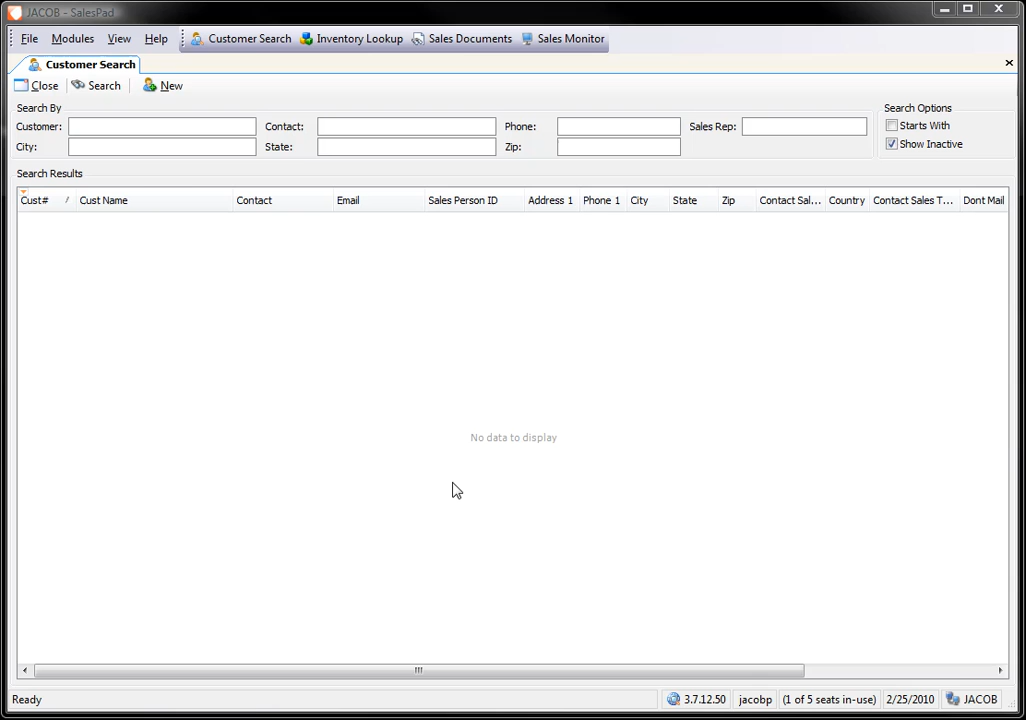 JACOB - SalesPad
File Modules View Help Customer Search Inventory Lookup Sales Documents Sales Monitor
Customer Search
Close Search New
Search By Search Options
Customer: Contact: Phone: Sales Rep: Starts With
City: State: Zip: Show Inactive
Search Results
Cust# Cust Name Contact Email Sales Person ID Address 1 Phone 1 City State Zip Contact Sal... Country Contact Sales T... Dont Mail
No data to display
Ready 3.7.12.50 jacobp (1 of 5 seats in-use) 2/25/2010 JACOB